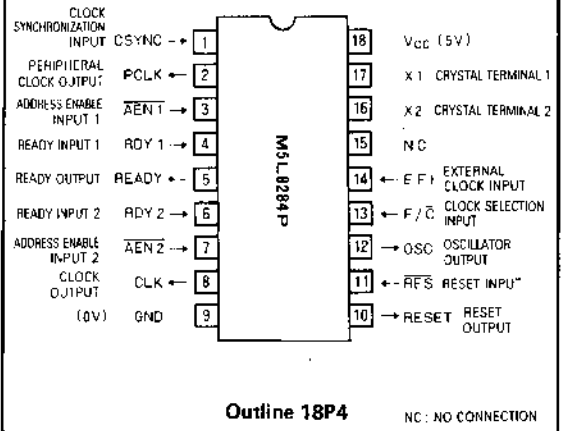 CLOCK
SYNCHRONIZATION
INPUT CSYNC → 1
PERIPHERAL
CLOCK OUTPUT PCLK ← 2
ADDRESS ENABLE
INPUT 1 A̅E̅N̅ 1 → 3
READY INPUT 1 RDY 1 → 4
READY OUTPUT READY ← 5
READY INPUT 2 RDY 2 → 6
ADDRESS ENABLE
INPUT 2 A̅E̅N̅ 2 → 7
CLOCK
OUTPUT CLK ← 8
(0V) GND 9
M5L8284P
18 VCC (5V)
17 X1 CRYSTAL TERMINAL 1
16 X2 CRYSTAL TERMINAL 2
15 NC
14 ← EFI EXTERNAL
CLOCK INPUT
13 ← F/C̅ CLOCK SELECTION
INPUT
12 → OSC OSCILLATOR
OUTPUT
11 ← R̅E̅S̅ RESET INPUT
10 → RESET RESET
OUTPUT
Outline 18P4
NC: NO CONNECTION